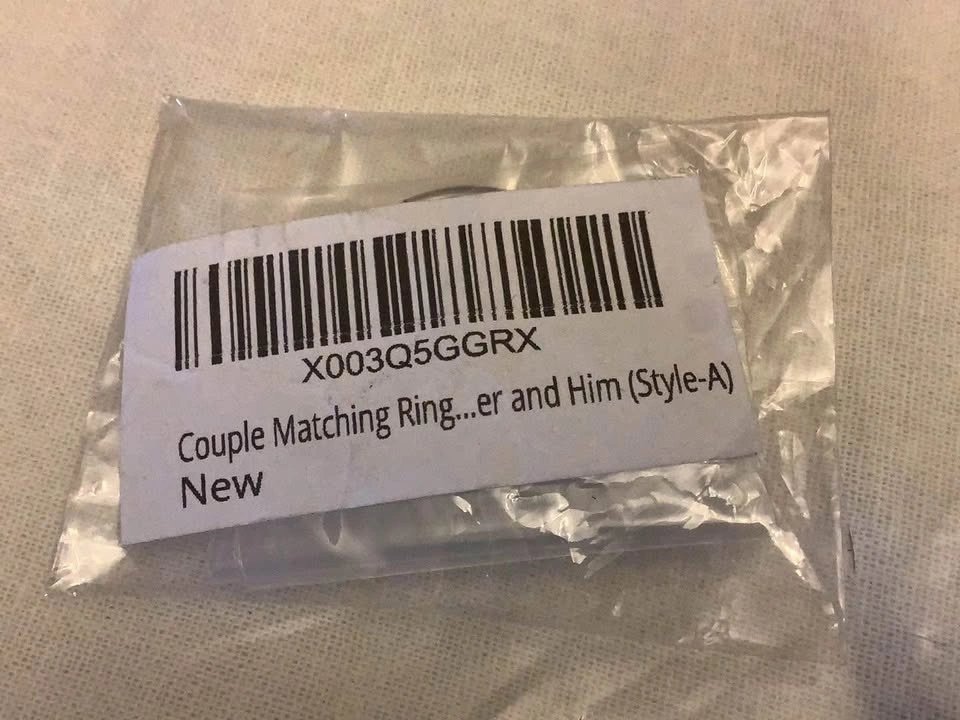 X003Q5GGRX
Couple Matching Ring...er and Him (Style-A)
New